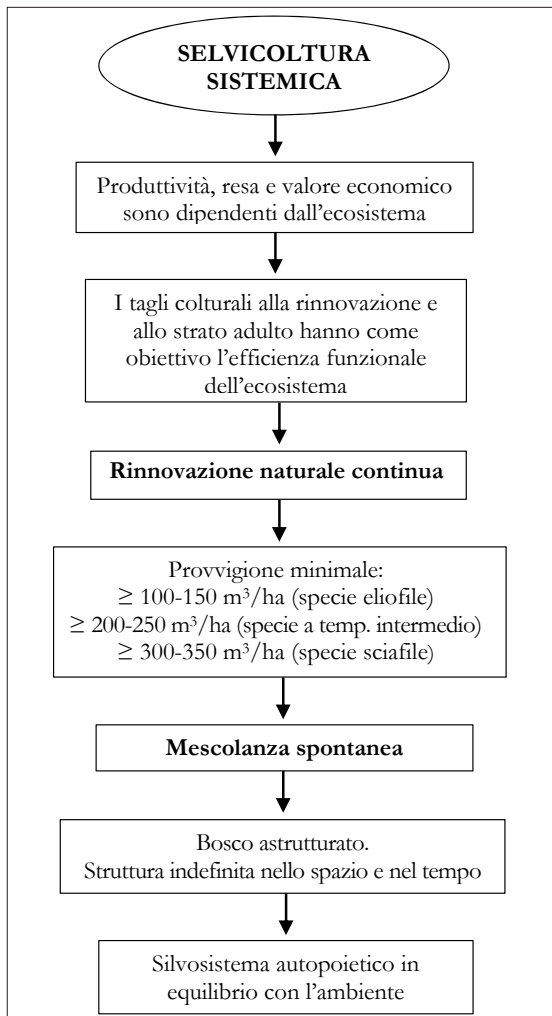 SELVICOLTURA
SISTEMICA
Produttività, resa e valore economico
sono dipendenti dall’ecosistema
I tagli colturali alla rinnovazione e
allo strato adulto hanno come
obiettivo l’efficienza funzionale
dell’ecosistema
Rinnovazione naturale continua
Provvigione minimale:
≥ 100-150 m³/ha (specie eliofile)
≥ 200-250 m³/ha (specie a temp. intermedio)
≥ 300-350 m³/ha (specie sciafile)
Mescolanza spontanea
Bosco astrutturato.
Struttura indefinita nello spazio e nel tempo
Silvosistema autopoietico in
equilibrio con l’ambiente